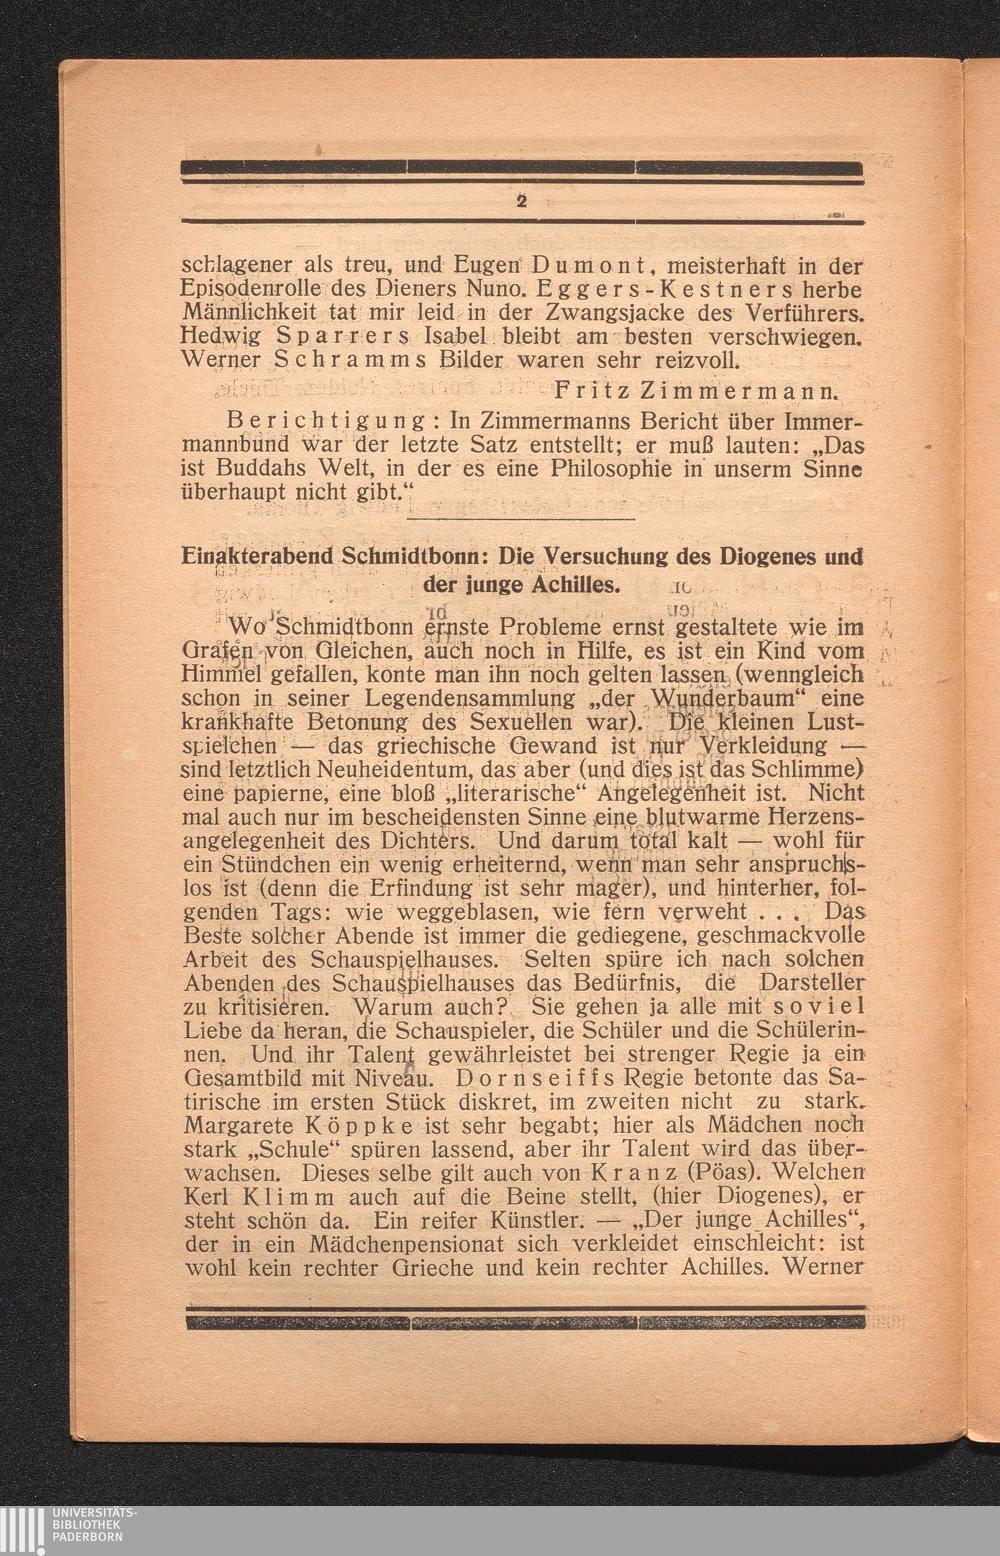 2
schlagener als treu, und Eugen Dumont, meisterhaft in der
Episodenrolle des Dieners Nuno. Eggers-Kestners herbe
Männlichkeit tat mir leid in der Zwangsjacke des Verführers.
Hedwig Sparrers Isabel bleibt am besten verschwiegen.
Werner Schramms Bilder waren sehr reizvoll.
Fritz Zimmermann.
Berichtigung: In Zimmermanns Bericht über Immer-
mannbund war der letzte Satz entstellt; er muß lauten: „Das
ist Buddahs Welt, in der es eine Philosophie in unserm Sinne
überhaupt nicht gibt.“
Einakterabend Schmidtbonn: Die Versuchung des Diogenes und
der junge Achilles.
Wo Schmidtbonn ernste Probleme ernst gestaltete wie im
Grafen von Gleichen, auch noch in Hilfe, es ist ein Kind vom
Himmel gefallen, konte man ihn noch gelten lassen (wenngleich
schon in seiner Legendensammlung „der Wunderbaum“ eine
krankhafte Betonung des Sexuellen war). Die kleinen Lust-
spielchen — das griechische Gewand ist nur Verkleidung —
sind letztlich Neuheidentum, das aber (und dies ist das Schlimme)
eine papierne, eine bloß „literarische“ Angelegenheit ist. Nicht
mal auch nur im bescheidensten Sinne eine blutwarme Herzens-
angelegenheit des Dichters. Und darum total kalt — wohl für
ein Stündchen ein wenig erheiternd, wenn man sehr anspruchs-
los ist (denn die Erfindung ist sehr mager), und hinterher, fol-
genden Tags: wie weggeblasen, wie fern verweht . . . Das
Beste solcher Abende ist immer die gediegene, geschmackvolle
Arbeit des Schauspielhauses. Selten spüre ich nach solchen
Abenden des Schauspielhauses das Bedürfnis, die Darsteller
zu kritisieren. Warum auch? Sie gehen ja alle mit soviel
Liebe da heran, die Schauspieler, die Schüler und die Schülerin-
nen. Und ihr Talent gewährleistet bei strenger Regie ja ein
Gesamtbild mit Niveau. Dornseiffs Regie betonte das Sa-
tirische im ersten Stück diskret, im zweiten nicht zu stark.
Margarete Köppke ist sehr begabt; hier als Mädchen noch
stark „Schule“ spüren lassend, aber ihr Talent wird das über-
wachsen. Dieses selbe gilt auch von Kranz (Pöas). Welchen
Kerl Klimm auch auf die Beine stellt, (hier Diogenes), er
steht schön da. Ein reifer Künstler. — „Der junge Achilles“,
der in ein Mädchenpensionat sich verkleidet einschleicht: ist
wohl kein rechter Grieche und kein rechter Achilles. Werner
UNIVERSITÄTS-
BIBLIOTHEK
PADERBORN